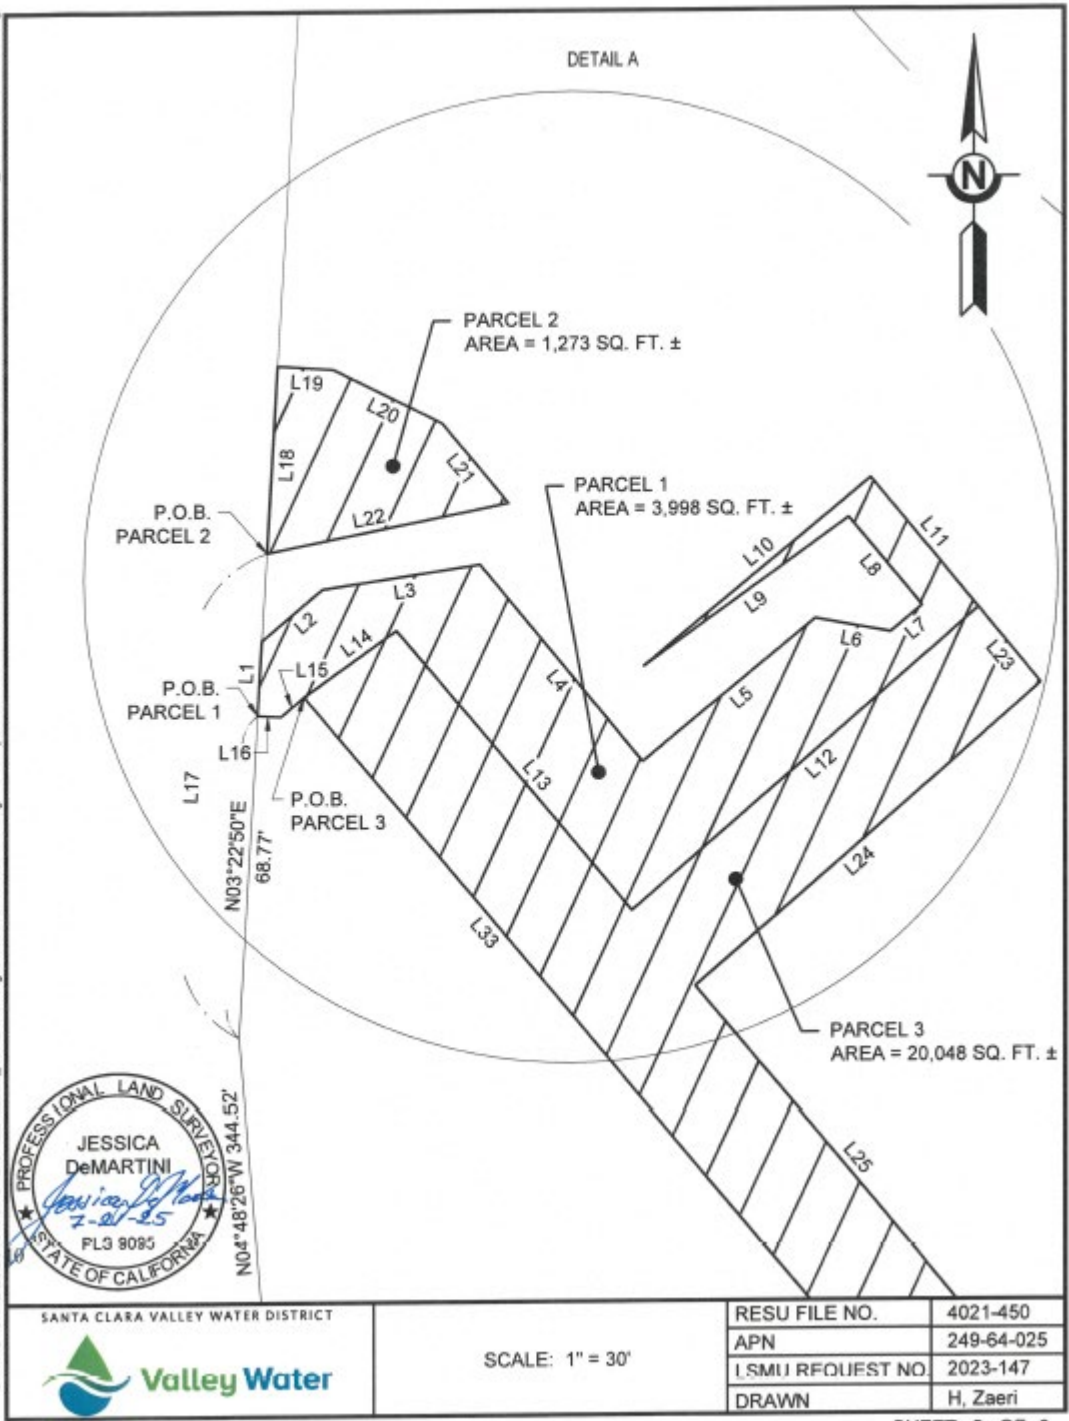 DETAIL A
N
PARCEL 2
AREA = 1,273 SQ. FT. ±
L19
L20
L18
L21
L22
P.O.B.
PARCEL 2
PARCEL 1
AREA = 3,998 SQ. FT. ±
L11
L10
L8
L9
L3
L2
L14
L6
L7
L23
L1
L15
L4
L5
P.O.B.
PARCEL 1
L16
L17
L13
L12
P.O.B.
PARCEL 3
N03°22'50"E
68.77'
L24
L33
PARCEL 3
AREA = 20,048 SQ. FT. ±
L25
N04°48'26"W 344.52'
PROFESSIONAL LAND SURVEYOR
JESSICA
DeMARTINI
STATE OF CALIFORNIA
SANTA CLARA VALLEY WATER DISTRICT
Valley Water
SCALE: 1" = 30'
RESU FILE NO. 4021-450
APN 249-64-025
LSMU REQUEST NO. 2023-147
DRAWN H, Zaeri